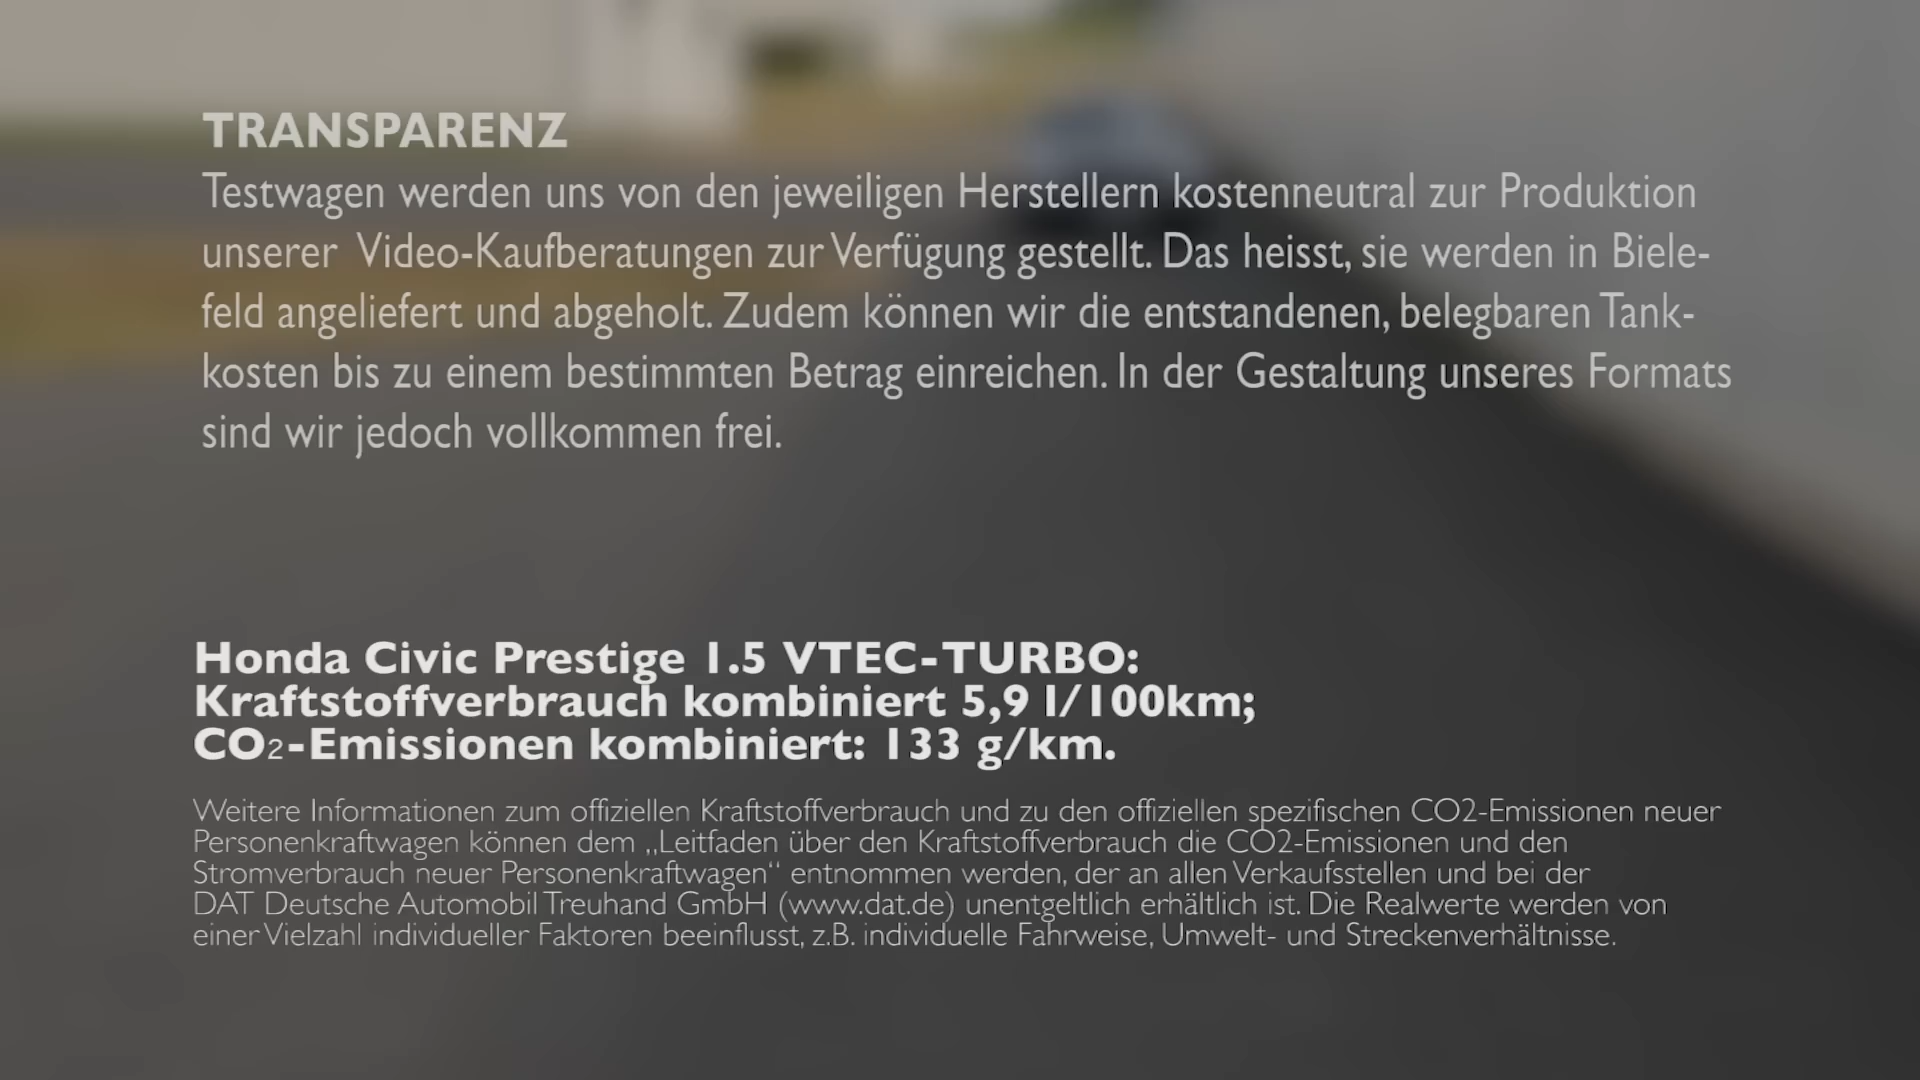 TRANSPARENZ
Testwagen werden uns von den jeweiligen Herstellern kostenneutral zur Produktion
unserer Video-Kaufberatungen zur Verfügung gestellt. Das heisst, sie werden in Biele-
feld angeliefert und abgeholt. Zudem können wir die entstandenen, belegbaren Tank-
kosten bis zu einem bestimmten Betrag einreichen. In der Gestaltung unseres Formats
sind wir jedoch vollkommen frei.
Honda Civic Prestige 1.5 VTEC-TURBO:
Kraftstoffverbrauch kombiniert 5,9 l/100km;
CO2-Emissionen kombiniert: 133 g/km.
Weitere Informationen zum offiziellen Kraftstoffverbrauch und zu den offiziellen spezifischen CO2-Emissionen neuer
Personenkraftwagen können dem „Leitfaden über den Kraftstoffverbrauch die CO2-Emissionen und den
Stromverbrauch neuer Personenkraftwagen“ entnommen werden, der an allen Verkaufsstellen und bei der
DAT Deutsche Automobil Treuhand GmbH (www.dat.de) unentgeltlich erhältlich ist. Die Realwerte werden von
einer Vielzahl individueller Faktoren beeinflusst, z.B. individuelle Fahrweise, Umwelt- und Streckenverhältnisse.